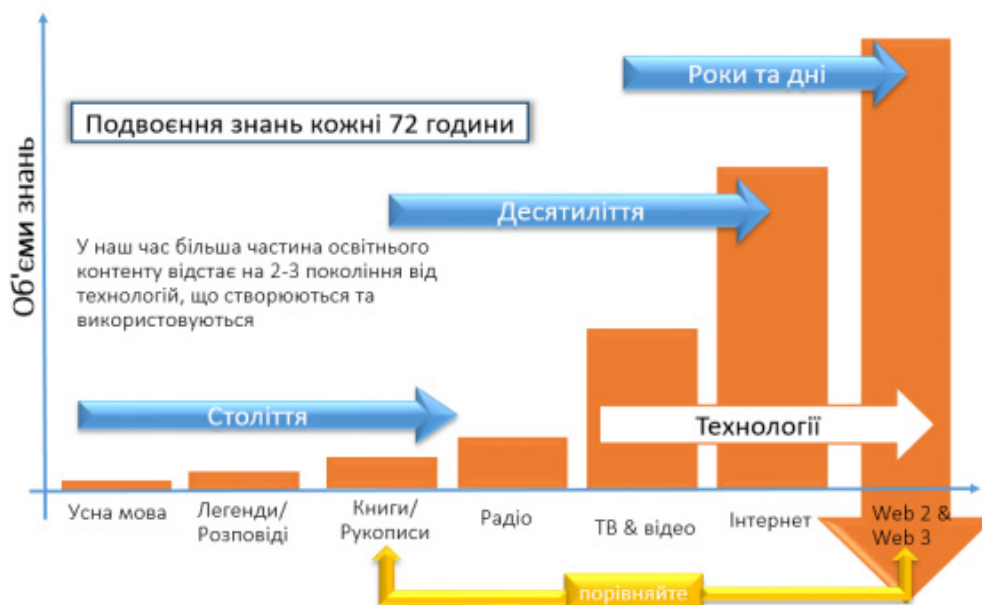 Об'єми знань
Роки та дні
Подвоєння знань кожні 72 години
Десятиліття
У наш час більша частина освітнього
контенту відстає на 2-3 покоління від
технологій, що створюються та
використовуються
Століття
Технології
Усна мова
Легенди/
Розповіді
Книги/
Рукописи
Радіо
ТВ & відео
Інтернет
Web 2 &
Web 3
порівняйте